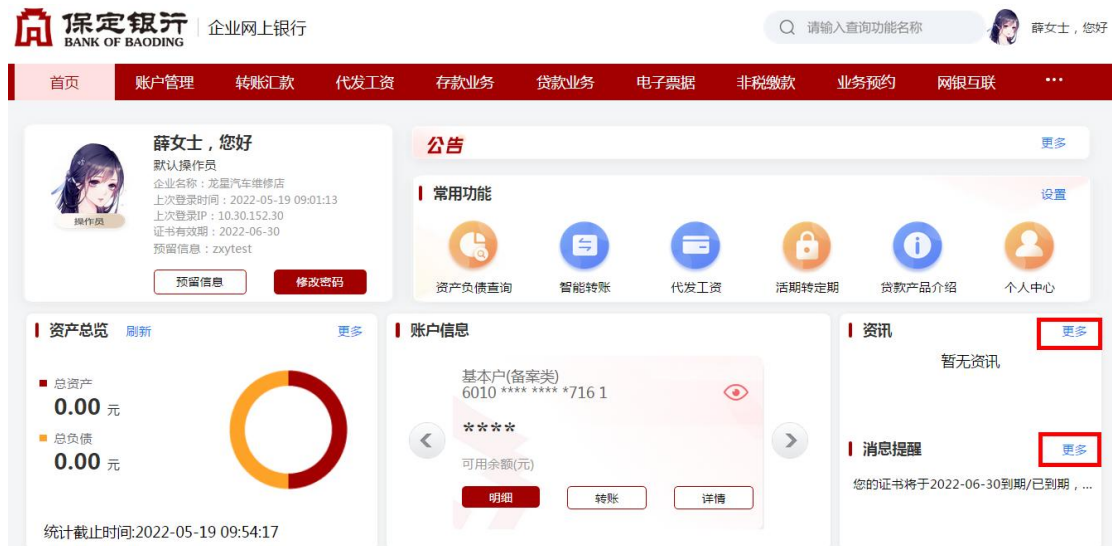 保定银行
BANK OF BAODING
企业网上银行
请输入查询功能名称
薛女士，您好
首页 账户管理 转账汇款 代发工资 存款业务 贷款业务 电子票据 非税缴款 业务预约 网银互联 •••
薛女士，您好
默认操作员
企业名称：龙星汽车维修店
上次登录时间：2022-05-19 09:01:13
上次登录IP：10.30.152.30
证书有效期：2022-06-30
预留信息：zxytest
操作员
预留信息 修改密码
公告 更多
常用功能 设置
资产负债查询 智能转账 代发工资 活期转定期 贷款产品介绍 个人中心
资产总览 刷新 更多
总资产
0.00 元
总负债
0.00 元
统计截止时间:2022-05-19 09:54:17
账户信息
基本户(备案类)
6010 **** **** *716 1
****
可用余额(元)
明细 转账 详情
资讯 更多
暂无资讯
消息提醒 更多
您的证书将于2022-06-30到期/已到期，...